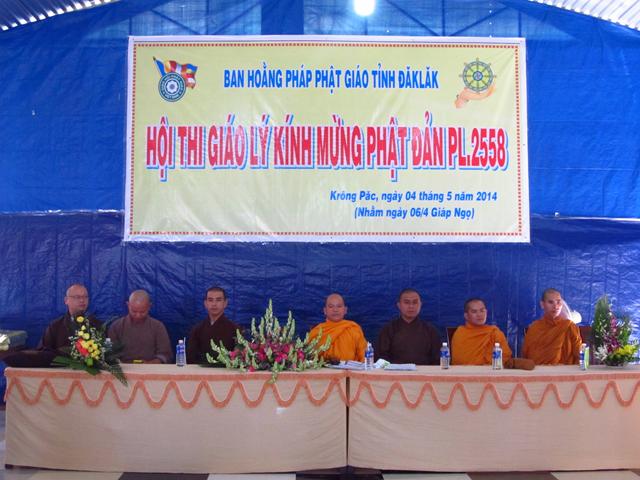 BAN HOẰNG PHÁP PHẬT GIÁO TỈNH ĐĂKLĂK
HỘI THI GIÁO LÝ KÍNH MỪNG PHẬT ĐẢN PL.2558
Krông Păc, ngày 04 tháng 5 năm 2014
(Nhằm ngày 06/4 Giáp Ngọ)